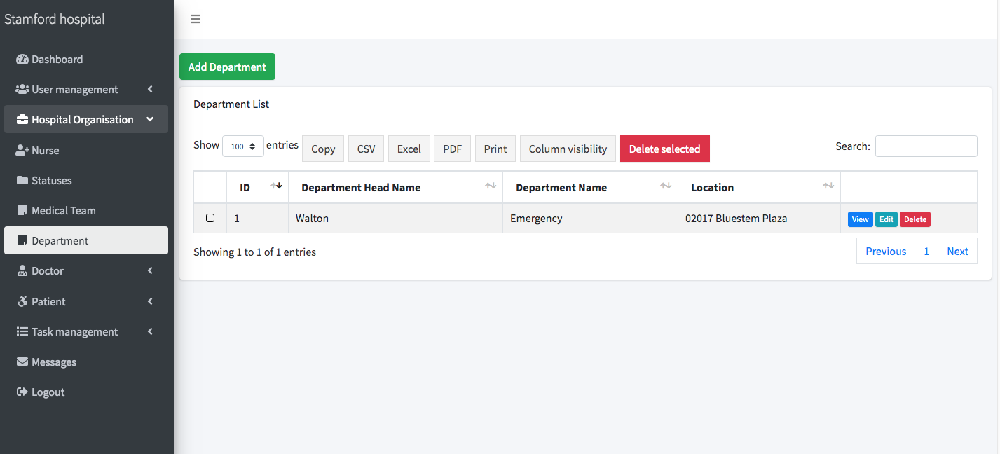 Stamford hospital
Dashboard
User management
Hospital Organisation
Nurse
Statuses
Medical Team
Department
Doctor
Patient
Task management
Messages
Logout
Add Department
Department List
Show 100 entries Copy CSV Excel PDF Print Column visibility Delete selected Search:
ID Department Head Name Department Name Location
1 Walton Emergency 02017 Bluestem Plaza View Edit Delete
Showing 1 to 1 of 1 entries Previous 1 Next